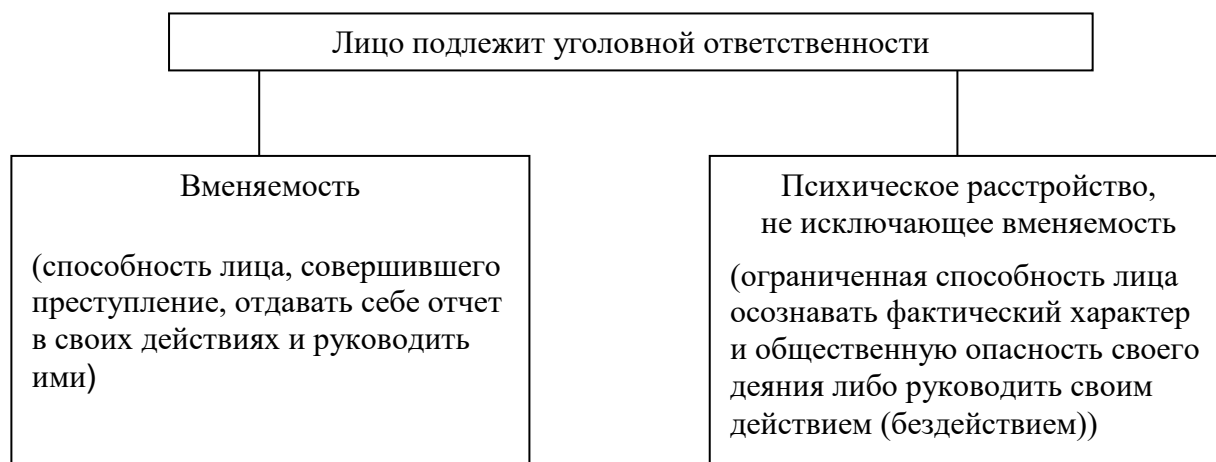 Лицо подлежит уголовной ответственности
Вменяемость
(способность лица, совершившего
преступление, отдавать себе отчет
в своих действиях и руководить
ими)
Психическое расстройство,
не исключающее вменяемость
(ограниченная способность лица
осознавать фактический характер
и общественную опасность своего
деяния либо руководить своим
действием (бездействием))